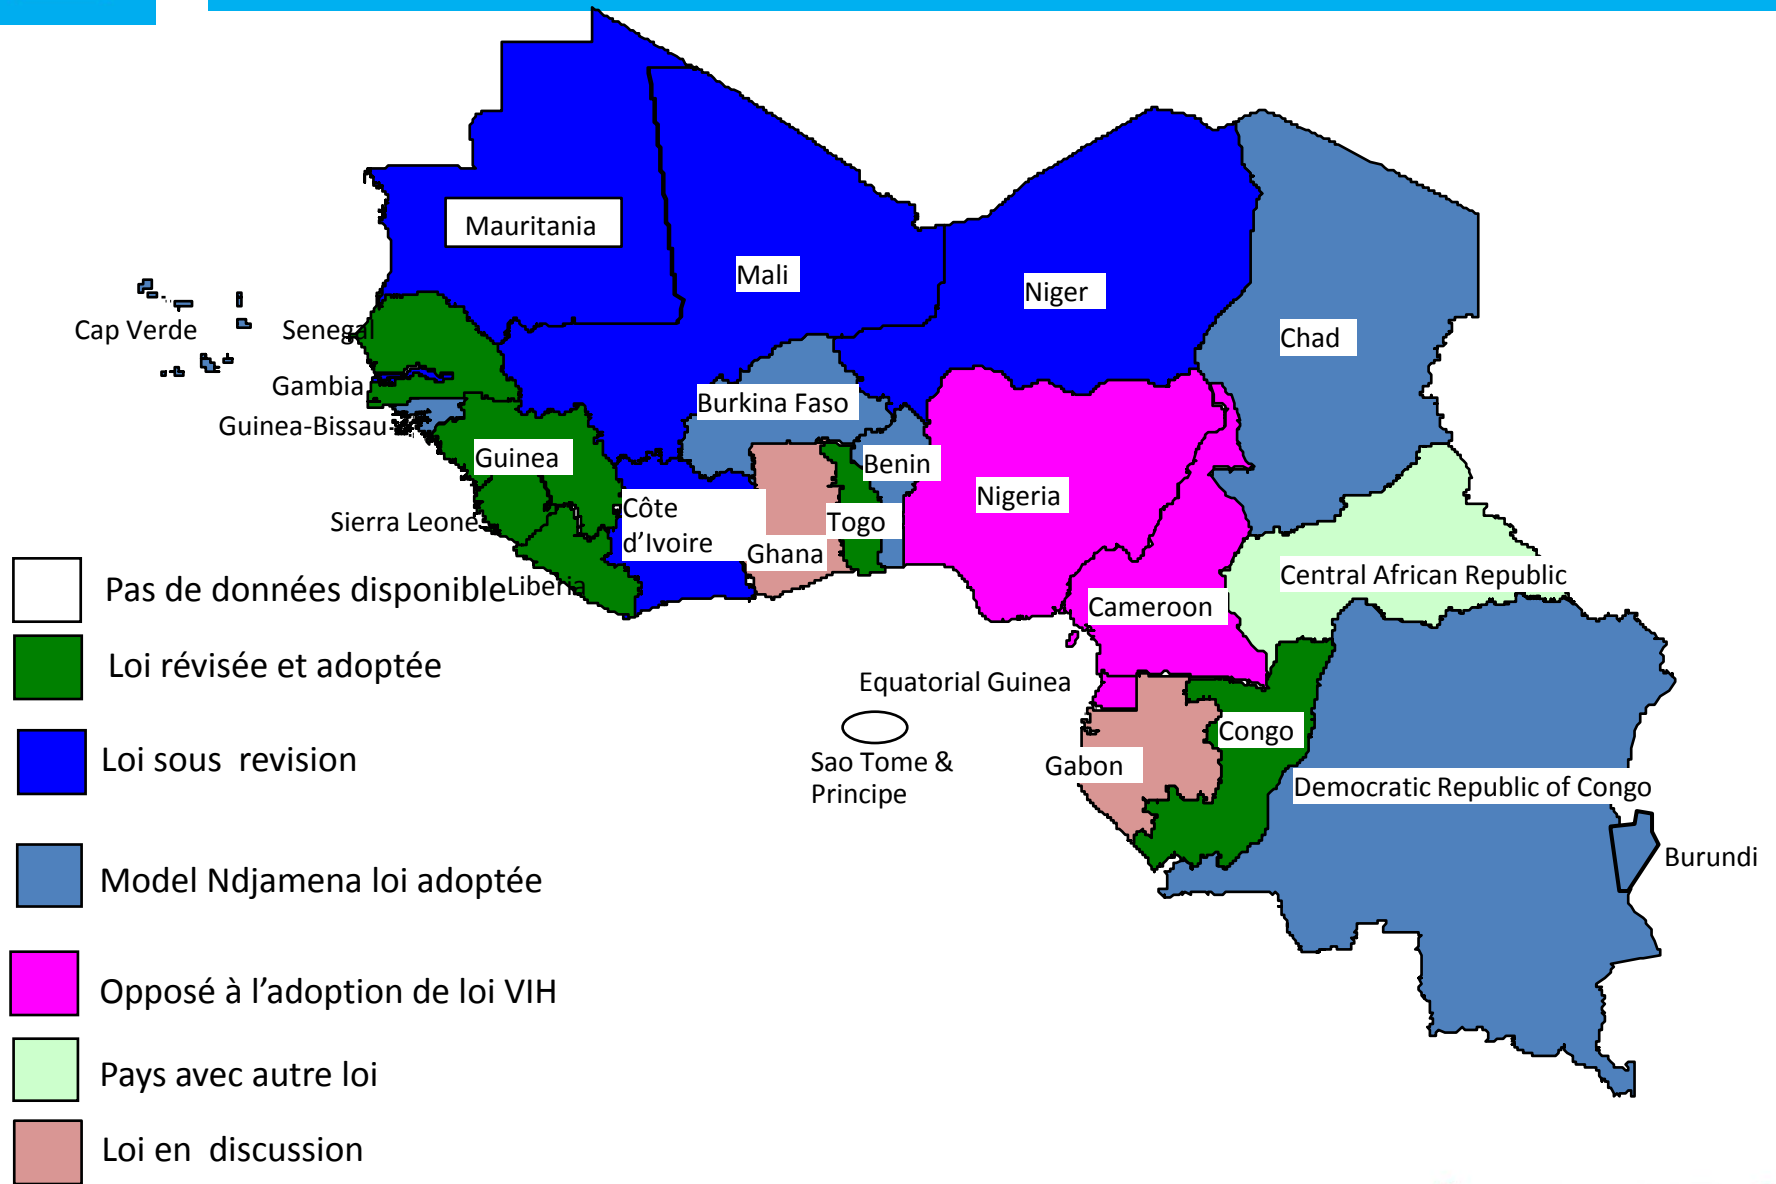 Mauritania
Mali
Niger
Chad
Cap Verde
Senegal
Gambia
Guinea-Bissau
Burkina Faso
Guinea
Benin
Nigeria
Sierra Leone
Côte
d’Ivoire
Togo
Ghana
Liberia
Central African Republic
Cameroon
Equatorial Guinea
Sao Tome &
Principe
Gabon
Congo
Democratic Republic of Congo
Burundi
Pas de données disponible
Loi révisée et adoptée
Loi sous  revision
Model Ndjamena loi adoptée
Opposé à l’adoption de loi VIH
Pays avec autre loi
Loi en  discussion